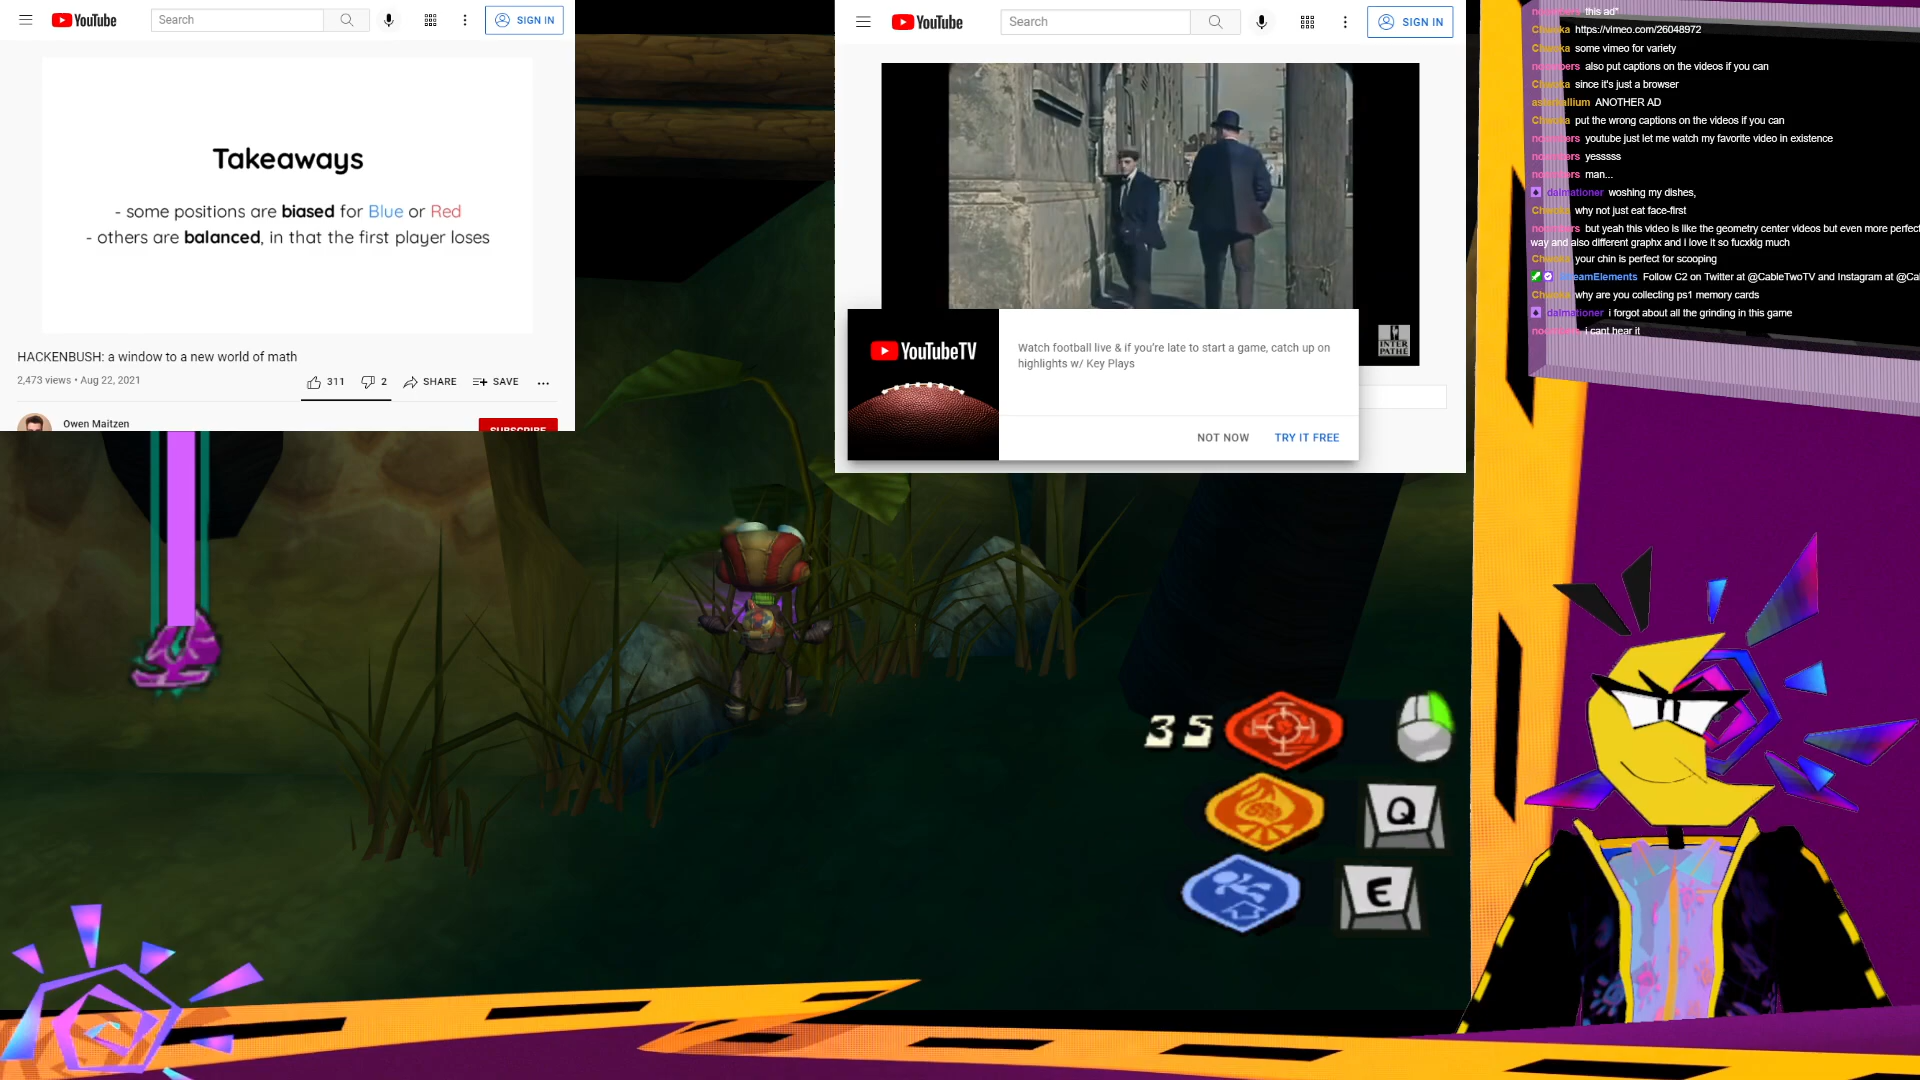 YouTube
Search
SIGN IN
Takeaways
- some positions are biased for Blue or Red
- others are balanced, in that the first player loses
HACKENBUSH: a window to a new world of math
2,473 views • Aug 22, 2021
311
2
SHARE
SAVE
Owen Maitzen
SUBSCRIBE
YouTube
Search
SIGN IN
INTER
PATHÉ
YouTubeTV
Watch football live & if you're late to start a game, catch up on
highlights w/ Key Plays
NOT NOW
TRY IT FREE
this ad"
https://vimeo.com/26048972
some vimeo for variety
also put captions on the videos if you can
since it's just a browser
ANOTHER AD
put the wrong captions on the videos if you can
youtube just let me watch my favorite video in existence
yesssss
man...
dalmationer woshing my dishes,
why not just eat face-first
but yeah this video is like the geometry center videos but even more perfect
way and also different graphx and i love it so fucxkig much
your chin is perfect for scooping
StreamElements Follow C2 on Twitter at @CableTwoTV and Instagram at
why are you collecting ps1 memory cards
dalmationer i forgot about all the grinding in this game
i cant hear it
35
Q
E